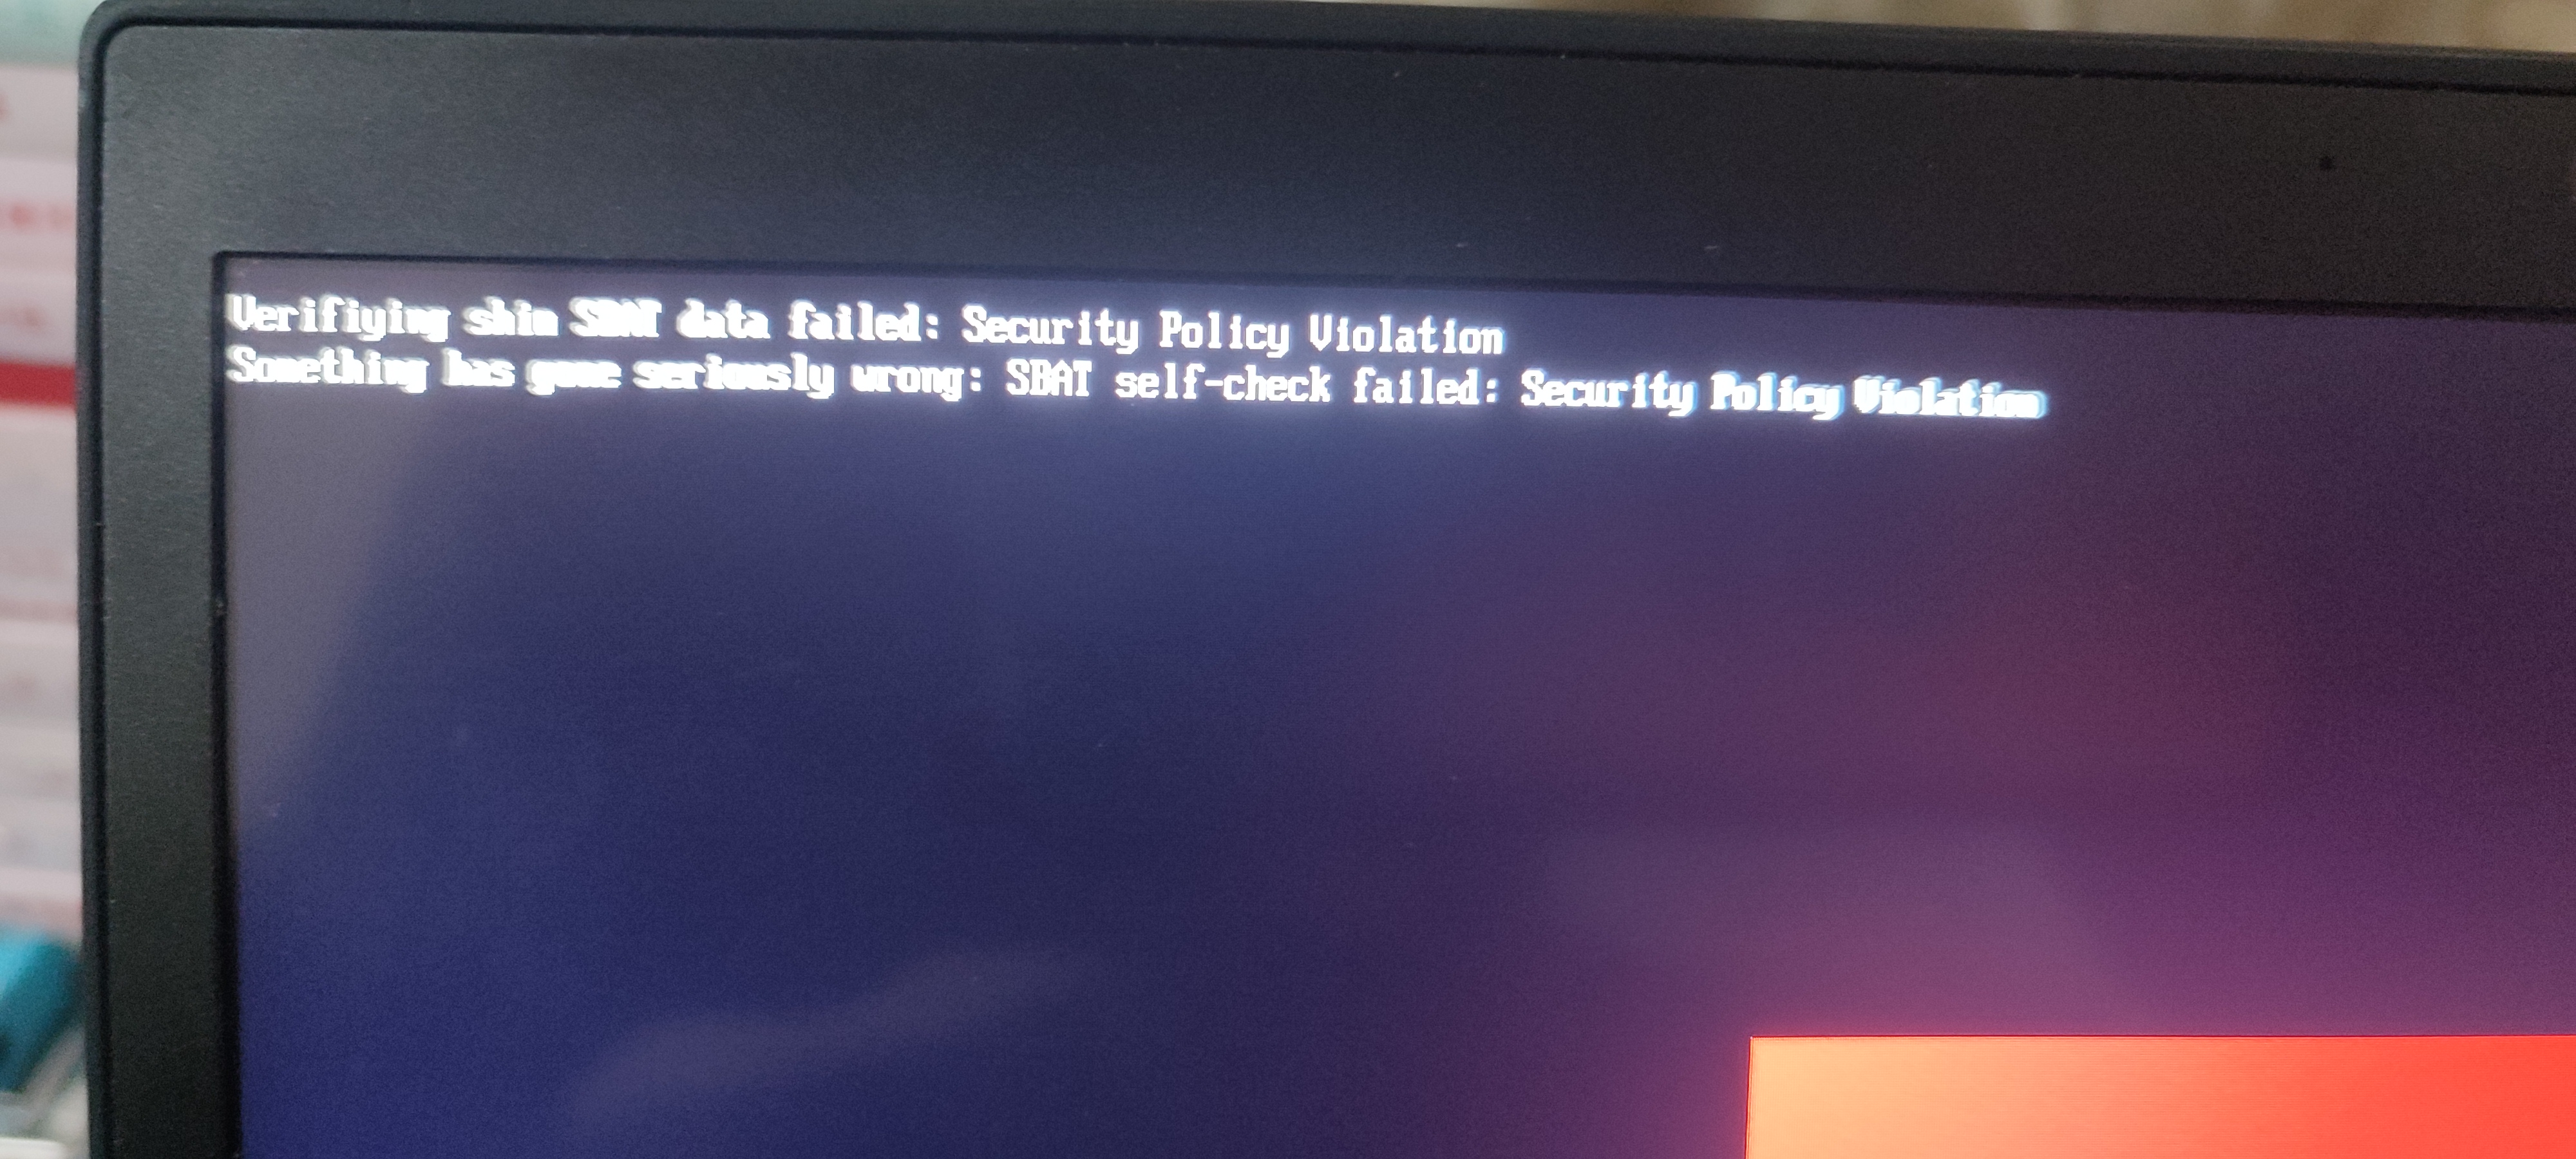 Verifiying shim SBAT data failed: Security Policy Violation
Something has gone seriously wrong: SBAT self-check failed: Security Policy Violation